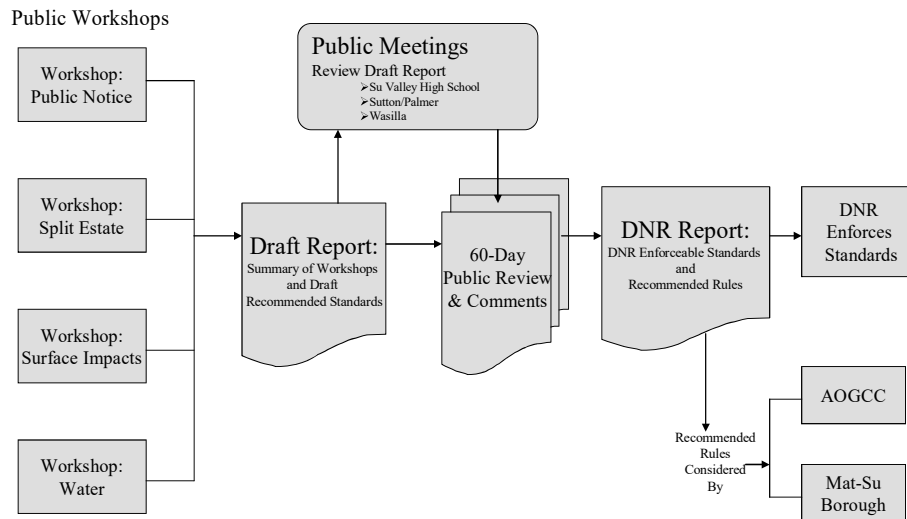 Public Workshops
Workshop:
Public Notice
Workshop:
Split Estate
Workshop:
Surface Impacts
Workshop:
Water
Draft Report:
Summary of Workshops
and Draft
Recommended Standards
Public Meetings
Review Draft Report
➢Su Valley High School
➢Sutton/Palmer
➢Wasilla
60-Day
Public Review
& Comments
DNR Report:
DNR Enforceable Standards
and
Recommended Rules
DNR
Enforces
Standards
Recommended
Rules
Considered
By
AOGCC
Mat-Su
Borough